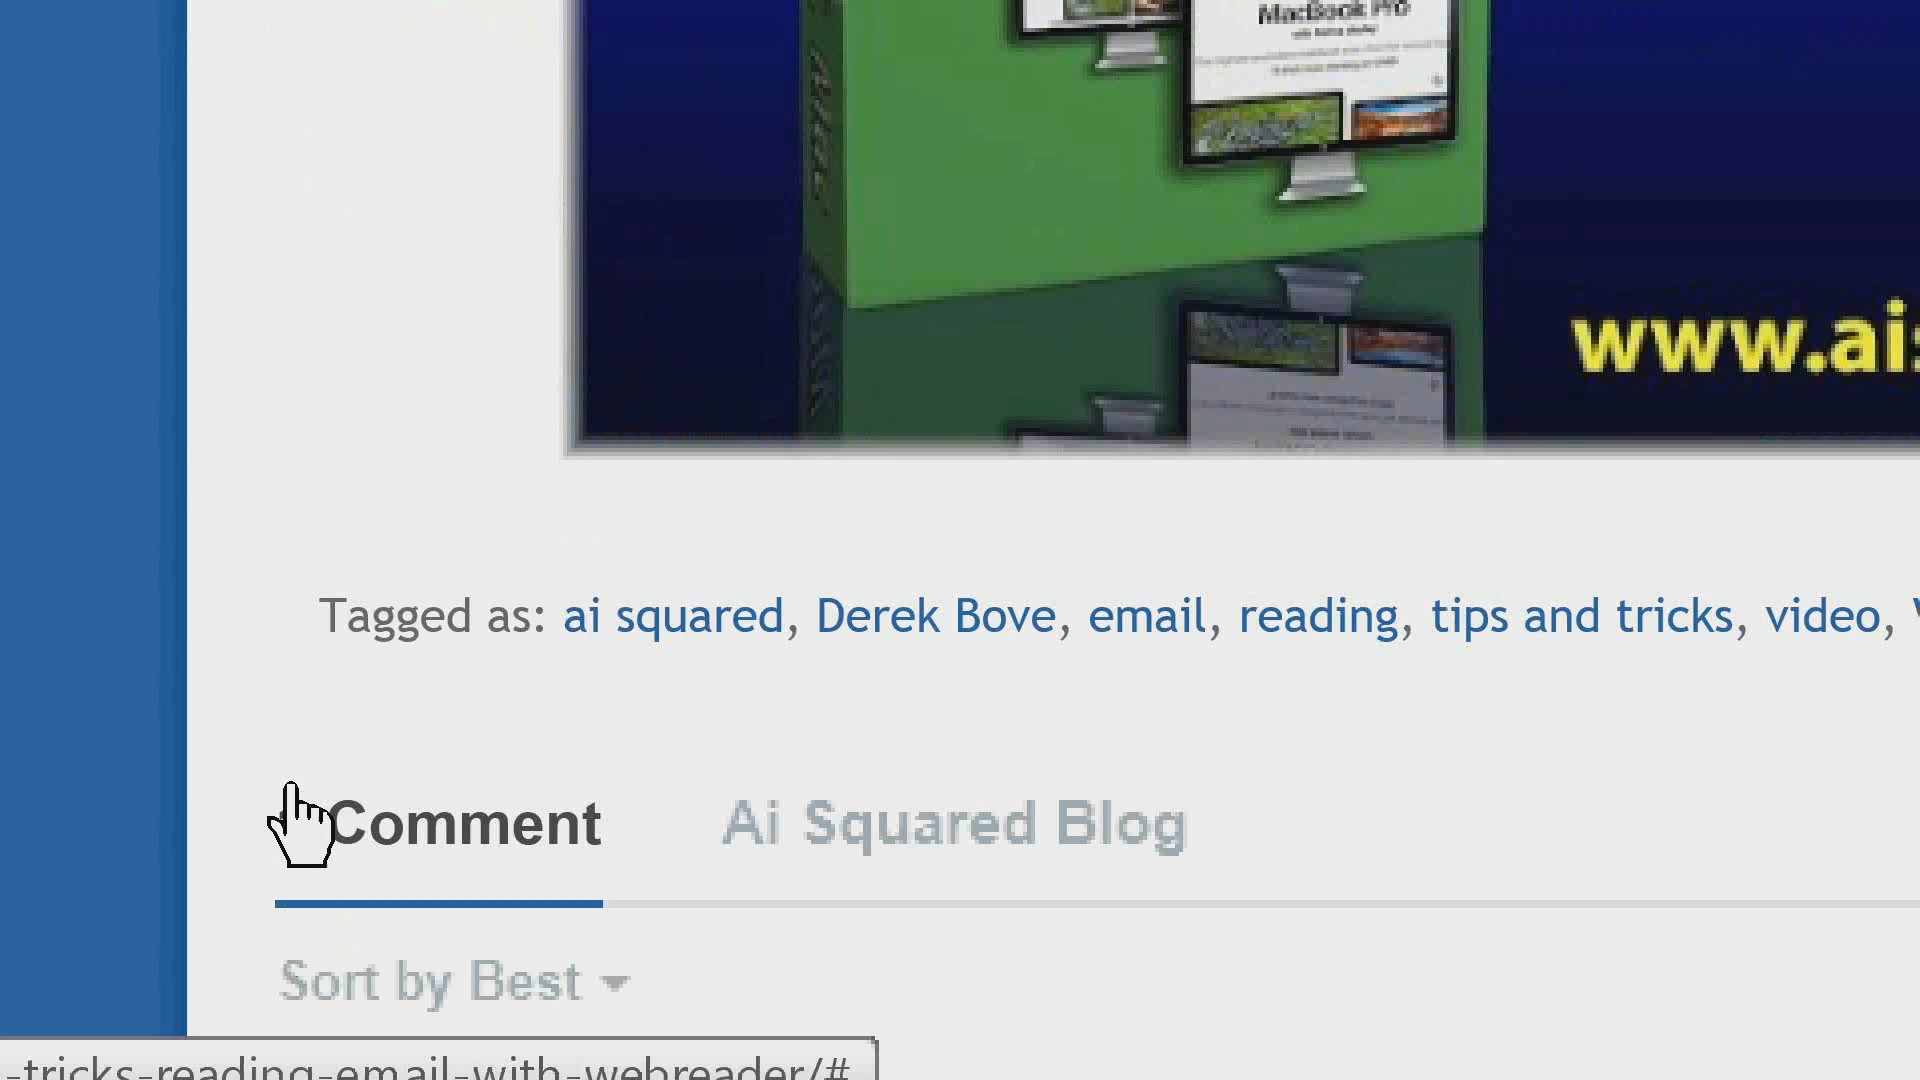 MacBook Pro
www.ai
Tagged as: ai squared, Derek Bove, email, reading, tips and tricks, video,
Comment
Ai Squared Blog
Sort by Best
-tricks-reading-email-with-webreader/#